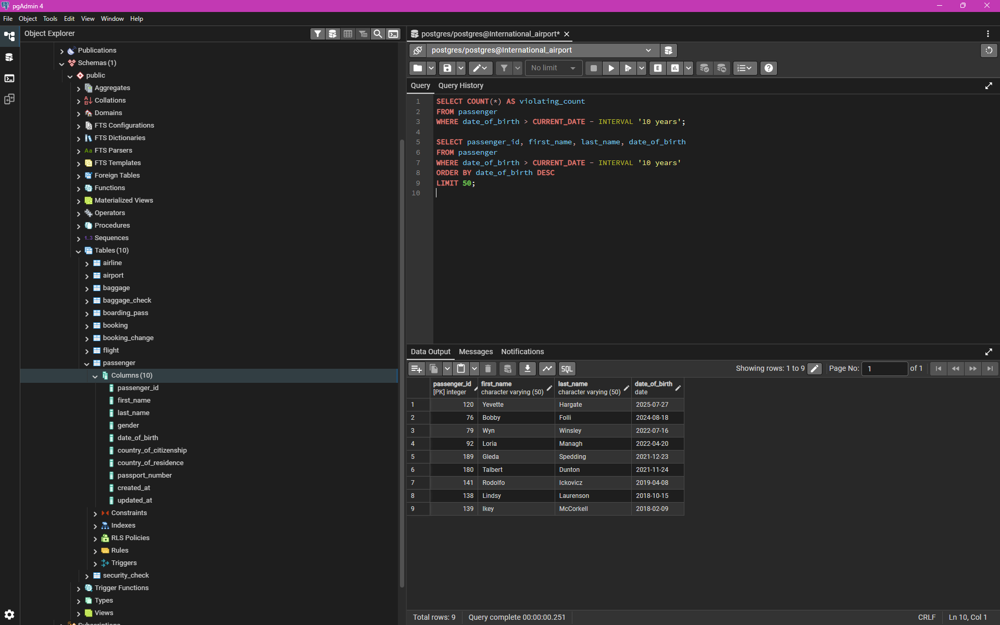 pgAdmin 4
File Object Tools Edit View Window Help
Object Explorer
Publications
Schemas (1)
public
Aggregates
Collations
Domains
FTS Configurations
FTS Dictionaries
FTS Parsers
FTS Templates
Foreign Tables
Functions
Materialized Views
Operators
Procedures
1..3 Sequences
Tables (10)
airline
airport
baggage
baggage_check
boarding_pass
booking
booking_change
flight
passenger
Columns (10)
passenger_id
first_name
last_name
gender
date_of_birth
country_of_citizenship
country_of_residence
passport_number
created_at
updated_at
Constraints
Indexes
RLS Policies
Rules
Triggers
security_check
Trigger Functions
Types
Views
Subscriptions
postgres/postgres@International_airport*
postgres/postgres@International_airport
No limit
Query Query History
1 SELECT COUNT(*) AS violating_count
2 FROM passenger
3 WHERE date_of_birth > CURRENT_DATE - INTERVAL '10 years';
4
5 SELECT passenger_id, first_name, last_name, date_of_birth
6 FROM passenger
7 WHERE date_of_birth > CURRENT_DATE - INTERVAL '10 years'
8 ORDER BY date_of_birth DESC
9 LIMIT 50;
10
Data Output Messages Notifications
SQL Showing rows: 1 to 9 Page No: 1 of 1
passenger_id first_name last_name date_of_birth
[PK] integer character varying (50) character varying (50) date
1 120 Yevette Hargate 2025-07-27
2 76 Bobby Folli 2024-08-18
3 79 Wyn Winsley 2022-07-16
4 92 Loria Managh 2022-04-20
5 189 Gleda Spedding 2021-12-23
6 180 Talbert Dunton 2021-11-24
7 141 Rodolfo Ickovicz 2019-04-08
8 138 Lindsy Laurenson 2018-10-15
9 139 Ikey McCorkell 2018-02-09
Total rows: 9 Query complete 00:00:00.251 CRLF Ln 10, Col 1